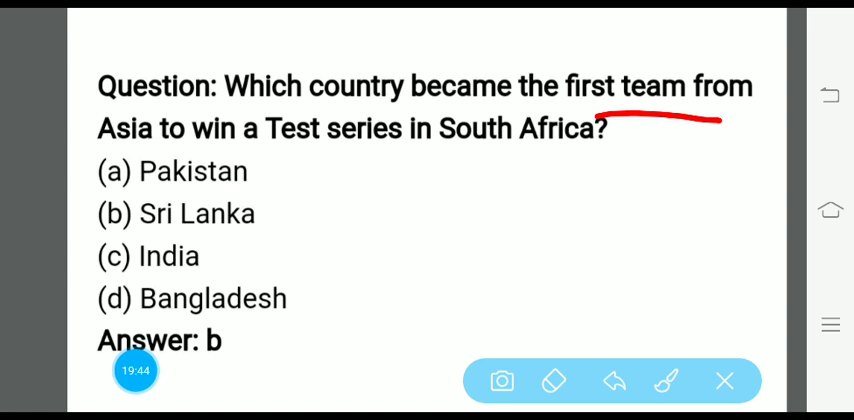 Question: Which country became the first team from
Asia to win a Test series in South Africa?
(a) Pakistan
(b) Sri Lanka
(c) India
(d) Bangladesh
Answer: b
19:44